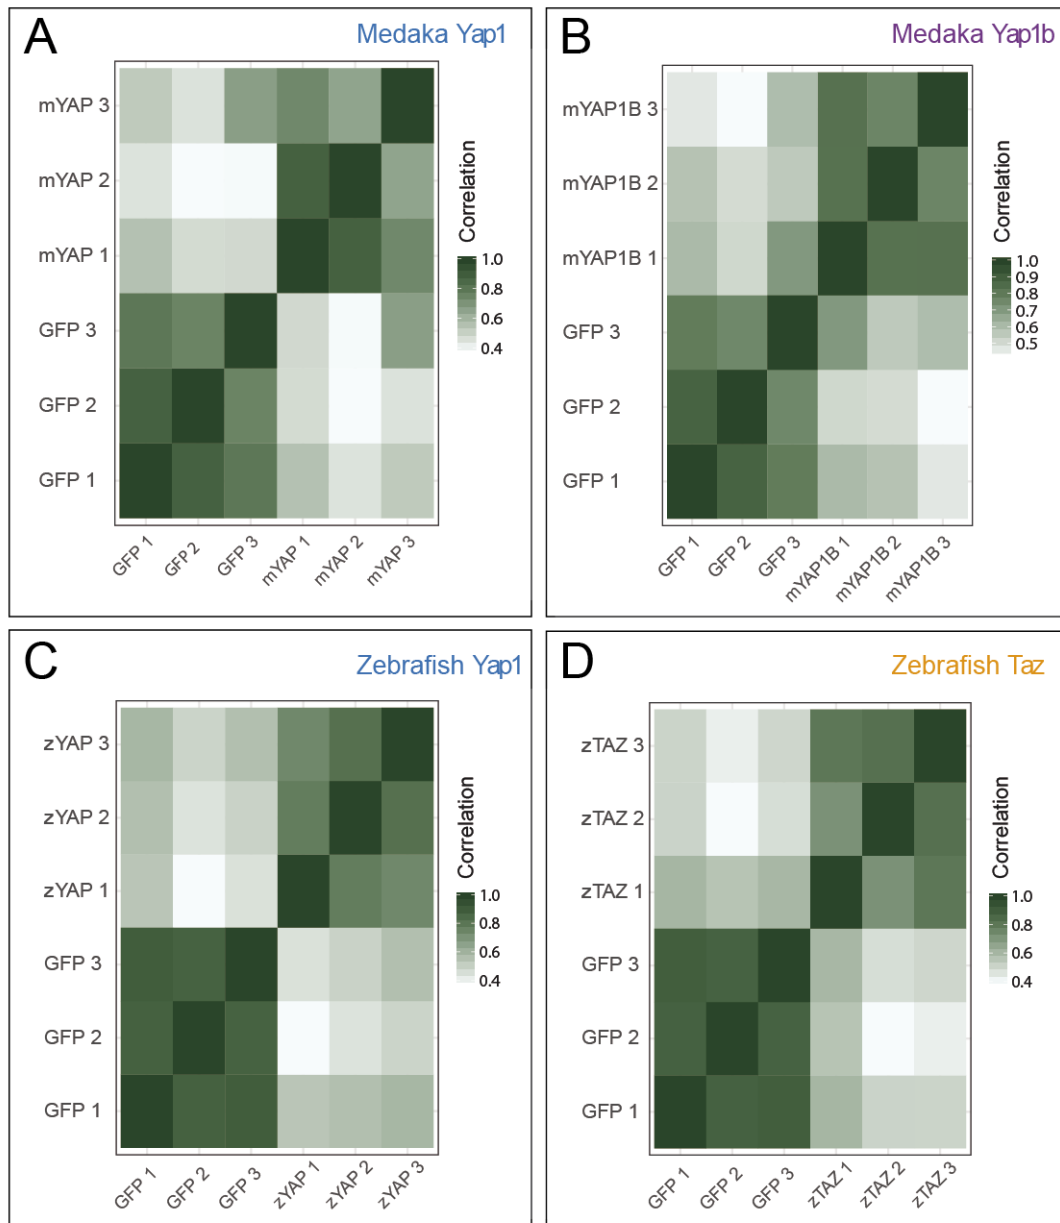 A
Medaka Yap1
mYAP 3
mYAP 2
mYAP 1
GFP 3
GFP 2
GFP 1
GFP 1
GFP 2
GFP 3
mYAP 1
mYAP 2
mYAP 3
Correlation
1.0
0.8
0.6
0.4
B
Medaka Yap1b
mYAP1B 3
mYAP1B 2
mYAP1B 1
GFP 3
GFP 2
GFP 1
GFP 1
GFP 2
GFP 3
mYAP1B 1
mYAP1B 2
mYAP1B 3
Correlation
1.0
0.9
0.8
0.7
0.6
0.5
C
Zebrafish Yap1
zYAP 3
zYAP 2
zYAP 1
GFP 3
GFP 2
GFP 1
GFP 1
GFP 2
GFP 3
zYAP 1
zYAP 2
zYAP 3
Correlation
1.0
0.8
0.6
0.4
D
Zebrafish Taz
zTAZ 3
zTAZ 2
zTAZ 1
GFP 3
GFP 2
GFP 1
GFP 1
GFP 2
GFP 3
zTAZ 1
zTAZ 2
zTAZ 3
Correlation
1.0
0.8
0.6
0.4